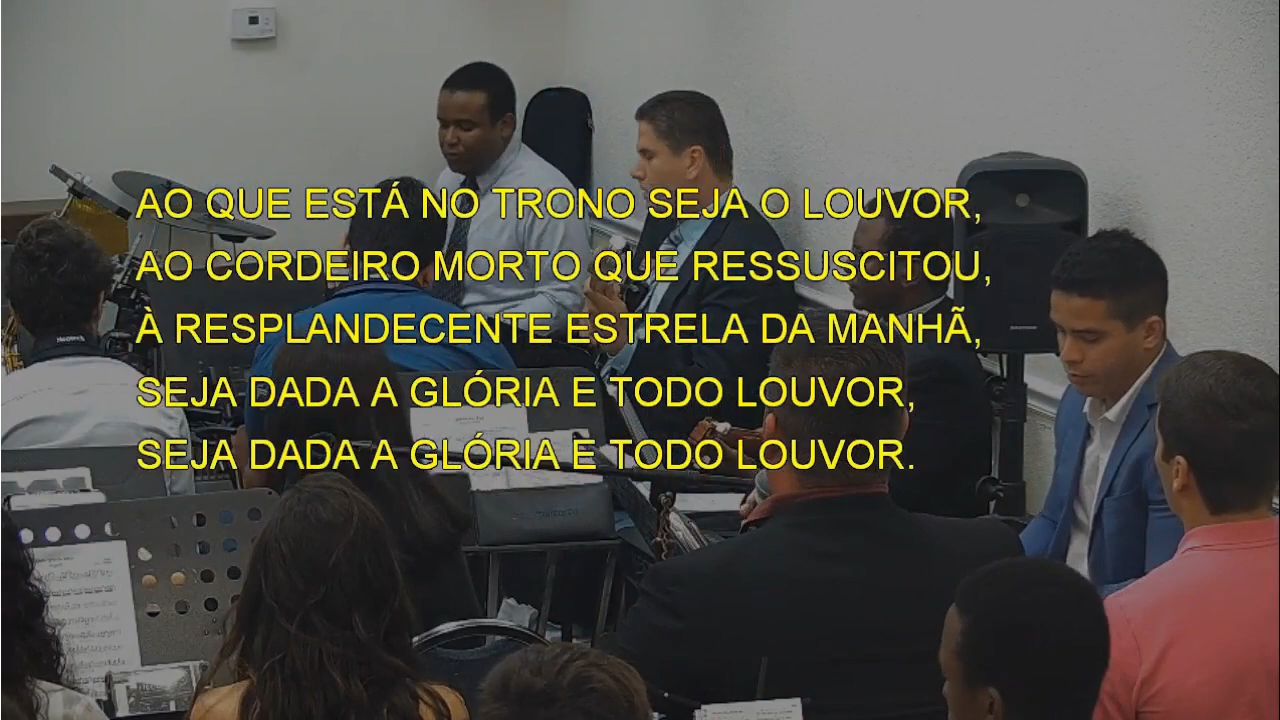 AO QUE ESTÁ NO TRONO SEJA O LOUVOR,
AO CORDEIRO MORTO QUE RESSUSCITOU,
À RESPLANDECENTE ESTRELA DA MANHÃ,
SEJA DADA A GLÓRIA E TODO LOUVOR,
SEJA DADA A GLÓRIA E TODO LOUVOR.